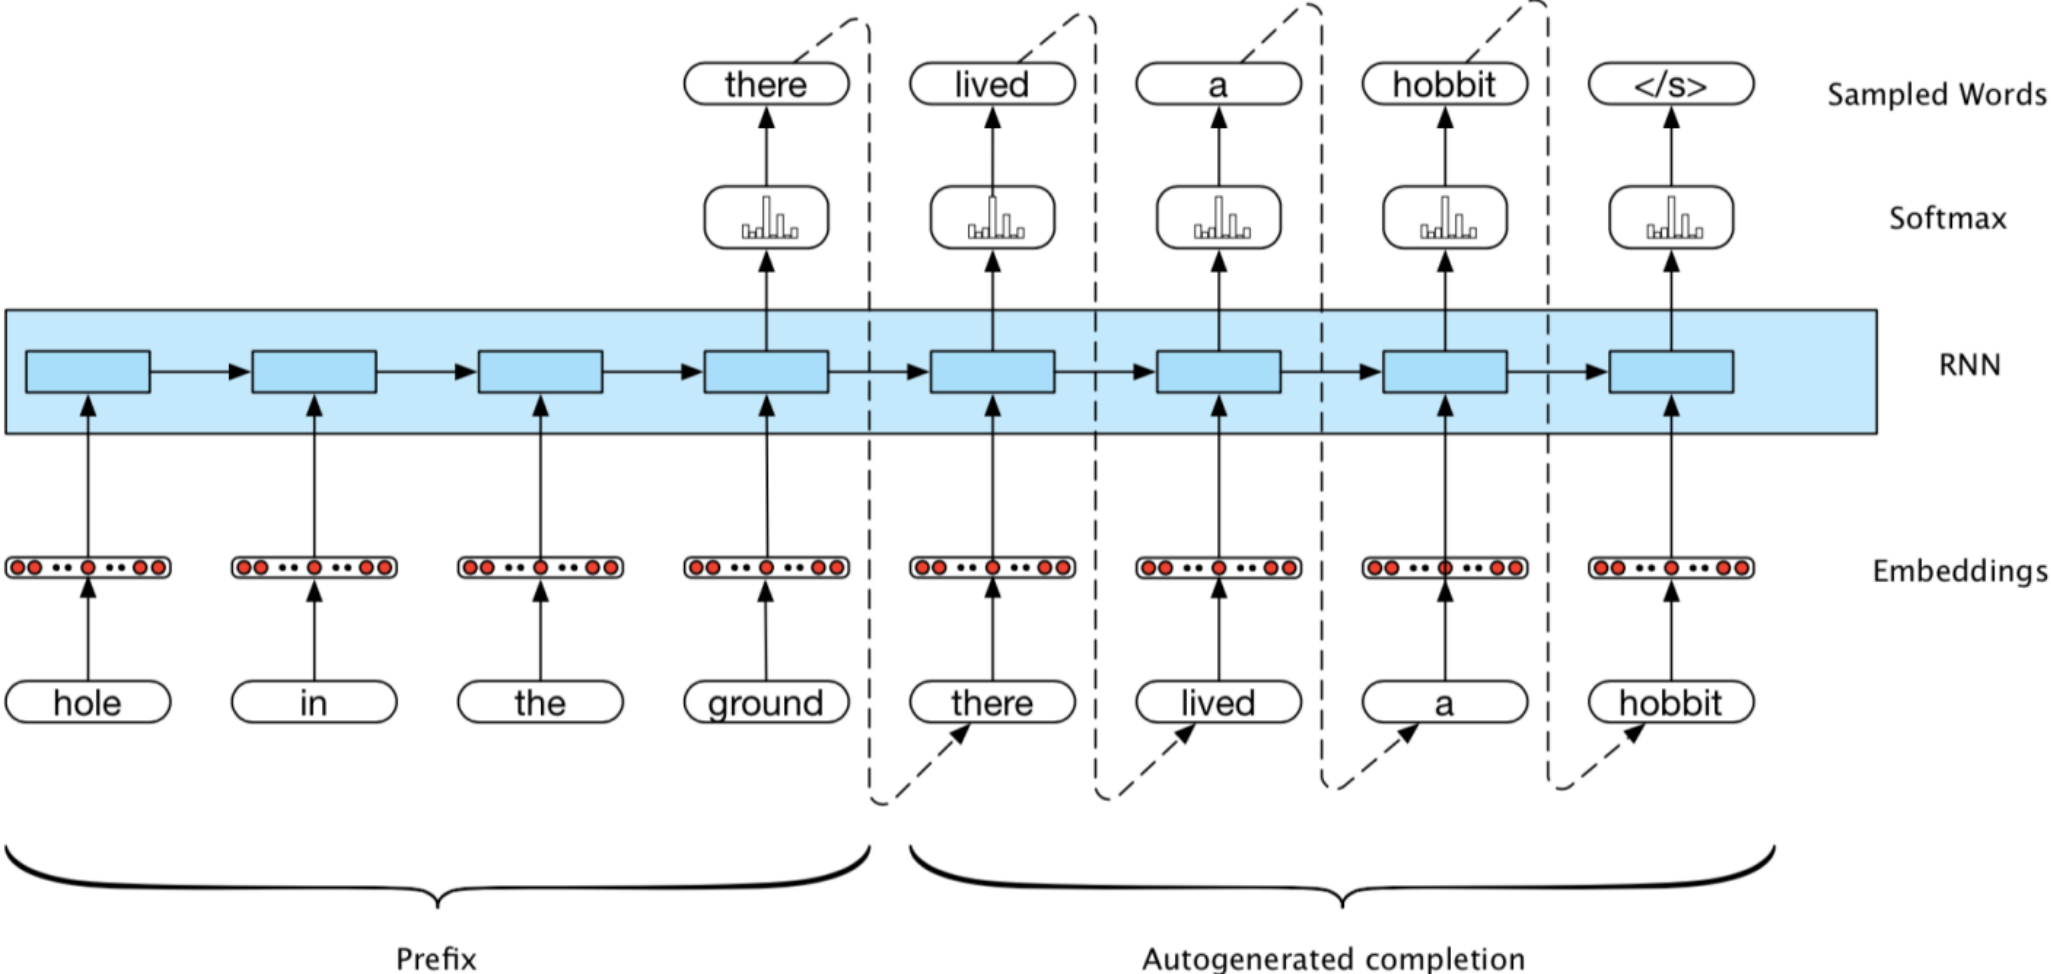 there lived a hobbit </s> Sampled Words
Softmax
RNN
Embeddings
hole in the ground there lived a hobbit
Prefix Autogenerated completion